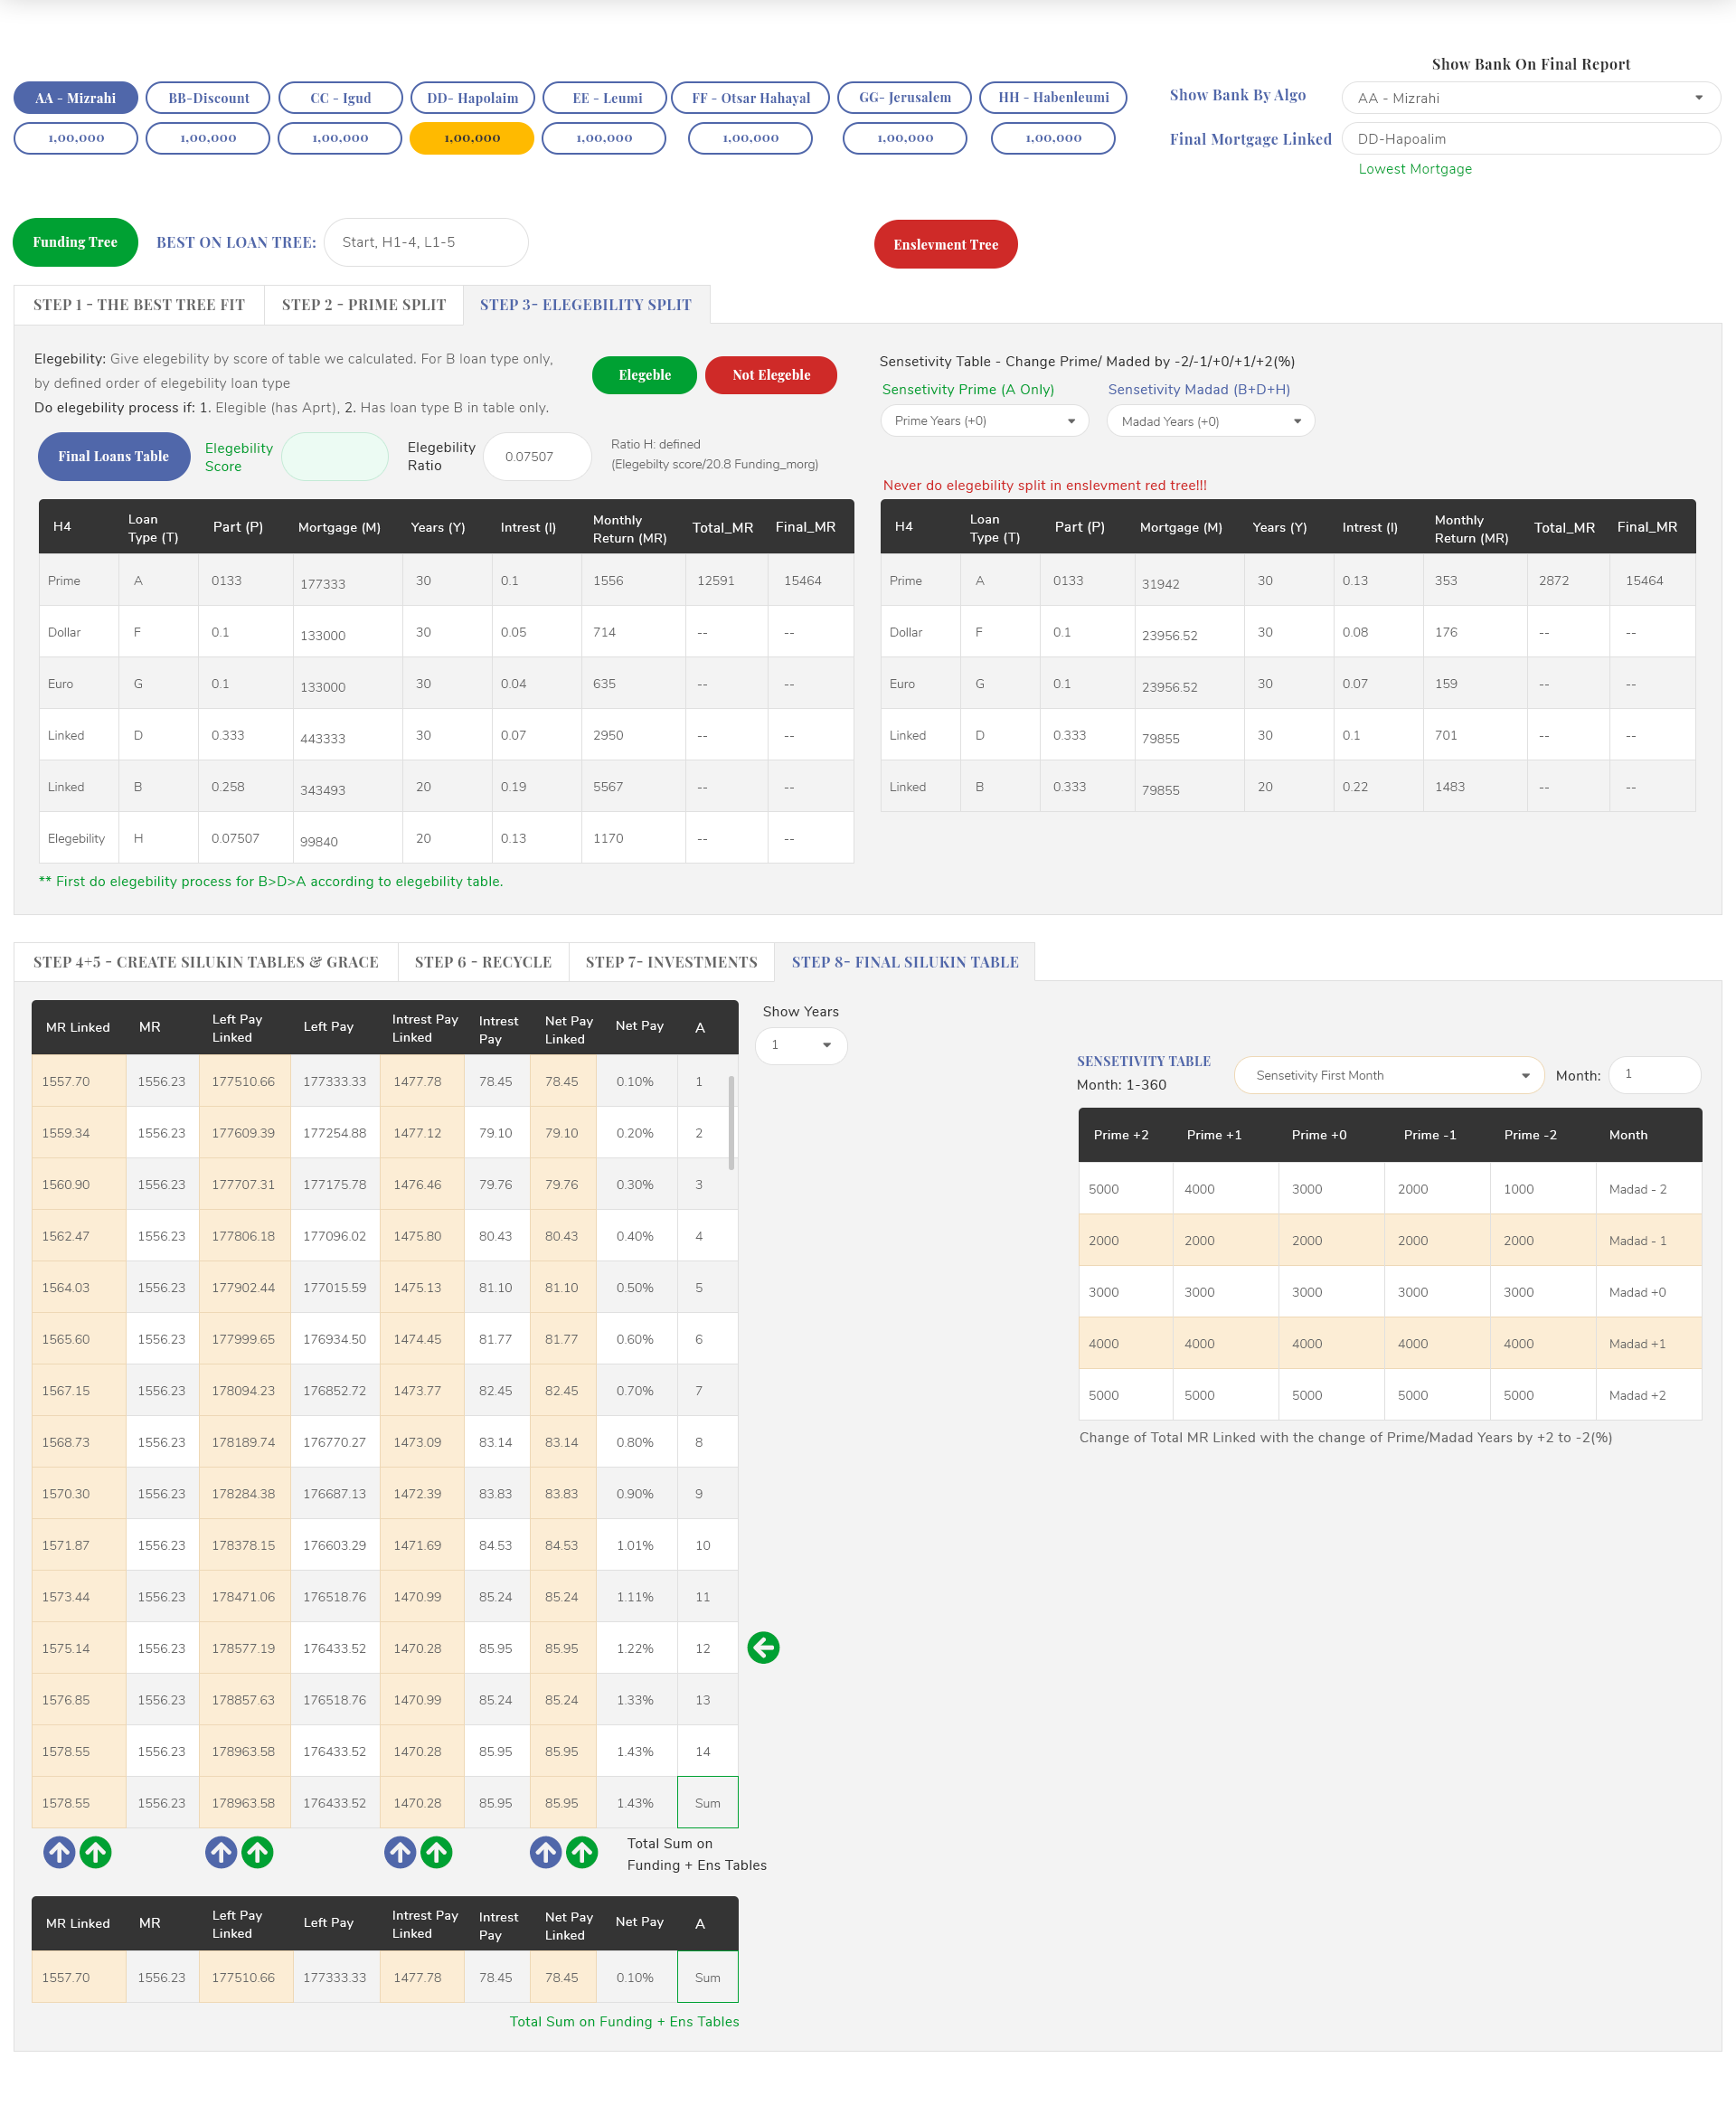 Show Bank On Final Report
AA - Mizrahi BB-Discount CC - Igud DD- Hapolaim EE - Leumi FF - Otsar Hahayal GG- Jerusalem HH - Habenleumi Show Bank By Algo AA - Mizrahi
1,00,000 1,00,000 1,00,000 1,00,000 1,00,000 1,00,000 1,00,000 1,00,000 Final Mortgage Linked DD-Hapoalim
Lowest Mortgage
Funding Tree BEST ON LOAN TREE: Start, H1-4, L1-5 Enslevment Tree
STEP 1 - THE BEST TREE FIT STEP 2 - PRIME SPLIT STEP 3- ELEGEBILITY SPLIT
Elegebility: Give elegebility by score of table we calculated. For B loan type only,
by defined order of elegebility loan type
Do elegebility process if: 1. Elegible (has Aprt), 2. Has loan type B in table only.
Elegeble Not Elegeble
Final Loans Table Elegebility
Score
Elegebility
Ratio
0.07507
Ratio H: defined
(Elegebilty score/20.8 Funding_morg)
H4 Loan
Type (T)
Part (P) Mortgage (M) Years (Y) Intrest (I) Monthly
Return (MR)
Total_MR Final_MR
Prime A 0133 177333 30 0.1 1556 12591 15464
Dollar F 0.1 133000 30 0.05 714 -- --
Euro G 0.1 133000 30 0.04 635 -- --
Linked D 0.333 443333 30 0.07 2950 -- --
Linked B 0.258 343493 20 0.19 5567 -- --
Elegebility H 0.07507 99840 20 0.13 1170 -- --
** First do elegebility process for B>D>A according to elegebility table.
Sensetivity Table - Change Prime/ Maded by -2/-1/+0/+1/+2(%)
Sensetivity Prime (A Only) Sensetivity Madad (B+D+H)
Prime Years (+0) Madad Years (+0)
Never do elegebility split in enslevment red tree!!!
H4 Loan
Type (T)
Part (P) Mortgage (M) Years (Y) Intrest (I) Monthly
Return (MR)
Total_MR Final_MR
Prime A 0133 31942 30 0.13 353 2872 15464
Dollar F 0.1 23956.52 30 0.08 176 -- --
Euro G 0.1 23956.52 30 0.07 159 -- --
Linked D 0.333 79855 30 0.1 701 -- --
Linked B 0.333 79855 20 0.22 1483 -- --
STEP 4+5 - CREATE SILUKIN TABLES & GRACE STEP 6 - RECYCLE STEP 7- INVESTMENTS STEP 8- FINAL SILUKIN TABLE
MR Linked MR Left Pay
Linked
Left Pay Intrest Pay
Linked
Intrest
Pay
Net Pay
Linked
Net Pay A
1557.70 1556.23 177510.66 177333.33 1477.78 78.45 78.45 0.10% 1
1559.34 1556.23 177609.39 177254.88 1477.12 79.10 79.10 0.20% 2
1560.90 1556.23 177707.31 177175.78 1476.46 79.76 79.76 0.30% 3
1562.47 1556.23 177806.18 177096.02 1475.80 80.43 80.43 0.40% 4
1564.03 1556.23 177902.44 177015.59 1475.13 81.10 81.10 0.50% 5
1565.60 1556.23 177999.65 176934.50 1474.45 81.77 81.77 0.60% 6
1567.15 1556.23 178094.23 176852.72 1473.77 82.45 82.45 0.70% 7
1568.73 1556.23 178189.74 176770.27 1473.09 83.14 83.14 0.80% 8
1570.30 1556.23 178284.38 176687.13 1472.39 83.83 83.83 0.90% 9
1571.87 1556.23 178378.15 176603.29 1471.69 84.53 84.53 1.01% 10
1573.44 1556.23 178471.06 176518.76 1470.99 85.24 85.24 1.11% 11
1575.14 1556.23 178577.19 176433.52 1470.28 85.95 85.95 1.22% 12
1576.85 1556.23 178857.63 176518.76 1470.99 85.24 85.24 1.33% 13
1578.55 1556.23 178963.58 176433.52 1470.28 85.95 85.95 1.43% 14
1578.55 1556.23 178963.58 176433.52 1470.28 85.95 85.95 1.43% Sum
Total Sum on
Funding + Ens Tables
MR Linked MR Left Pay
Linked
Left Pay Intrest Pay
Linked
Intrest
Pay
Net Pay
Linked
Net Pay A
1557.70 1556.23 177510.66 177333.33 1477.78 78.45 78.45 0.10% Sum
Total Sum on Funding + Ens Tables
Show Years
1
SENSETIVITY TABLE
Month: 1-360
Sensetivity First Month Month: 1
Prime +2 Prime +1 Prime +0 Prime -1 Prime -2 Month
5000 4000 3000 2000 1000 Madad - 2
2000 2000 2000 2000 2000 Madad - 1
3000 3000 3000 3000 3000 Madad +0
4000 4000 4000 4000 4000 Madad +1
5000 5000 5000 5000 5000 Madad +2
Change of Total MR Linked with the change of Prime/Madad Years by +2 to -2(%)